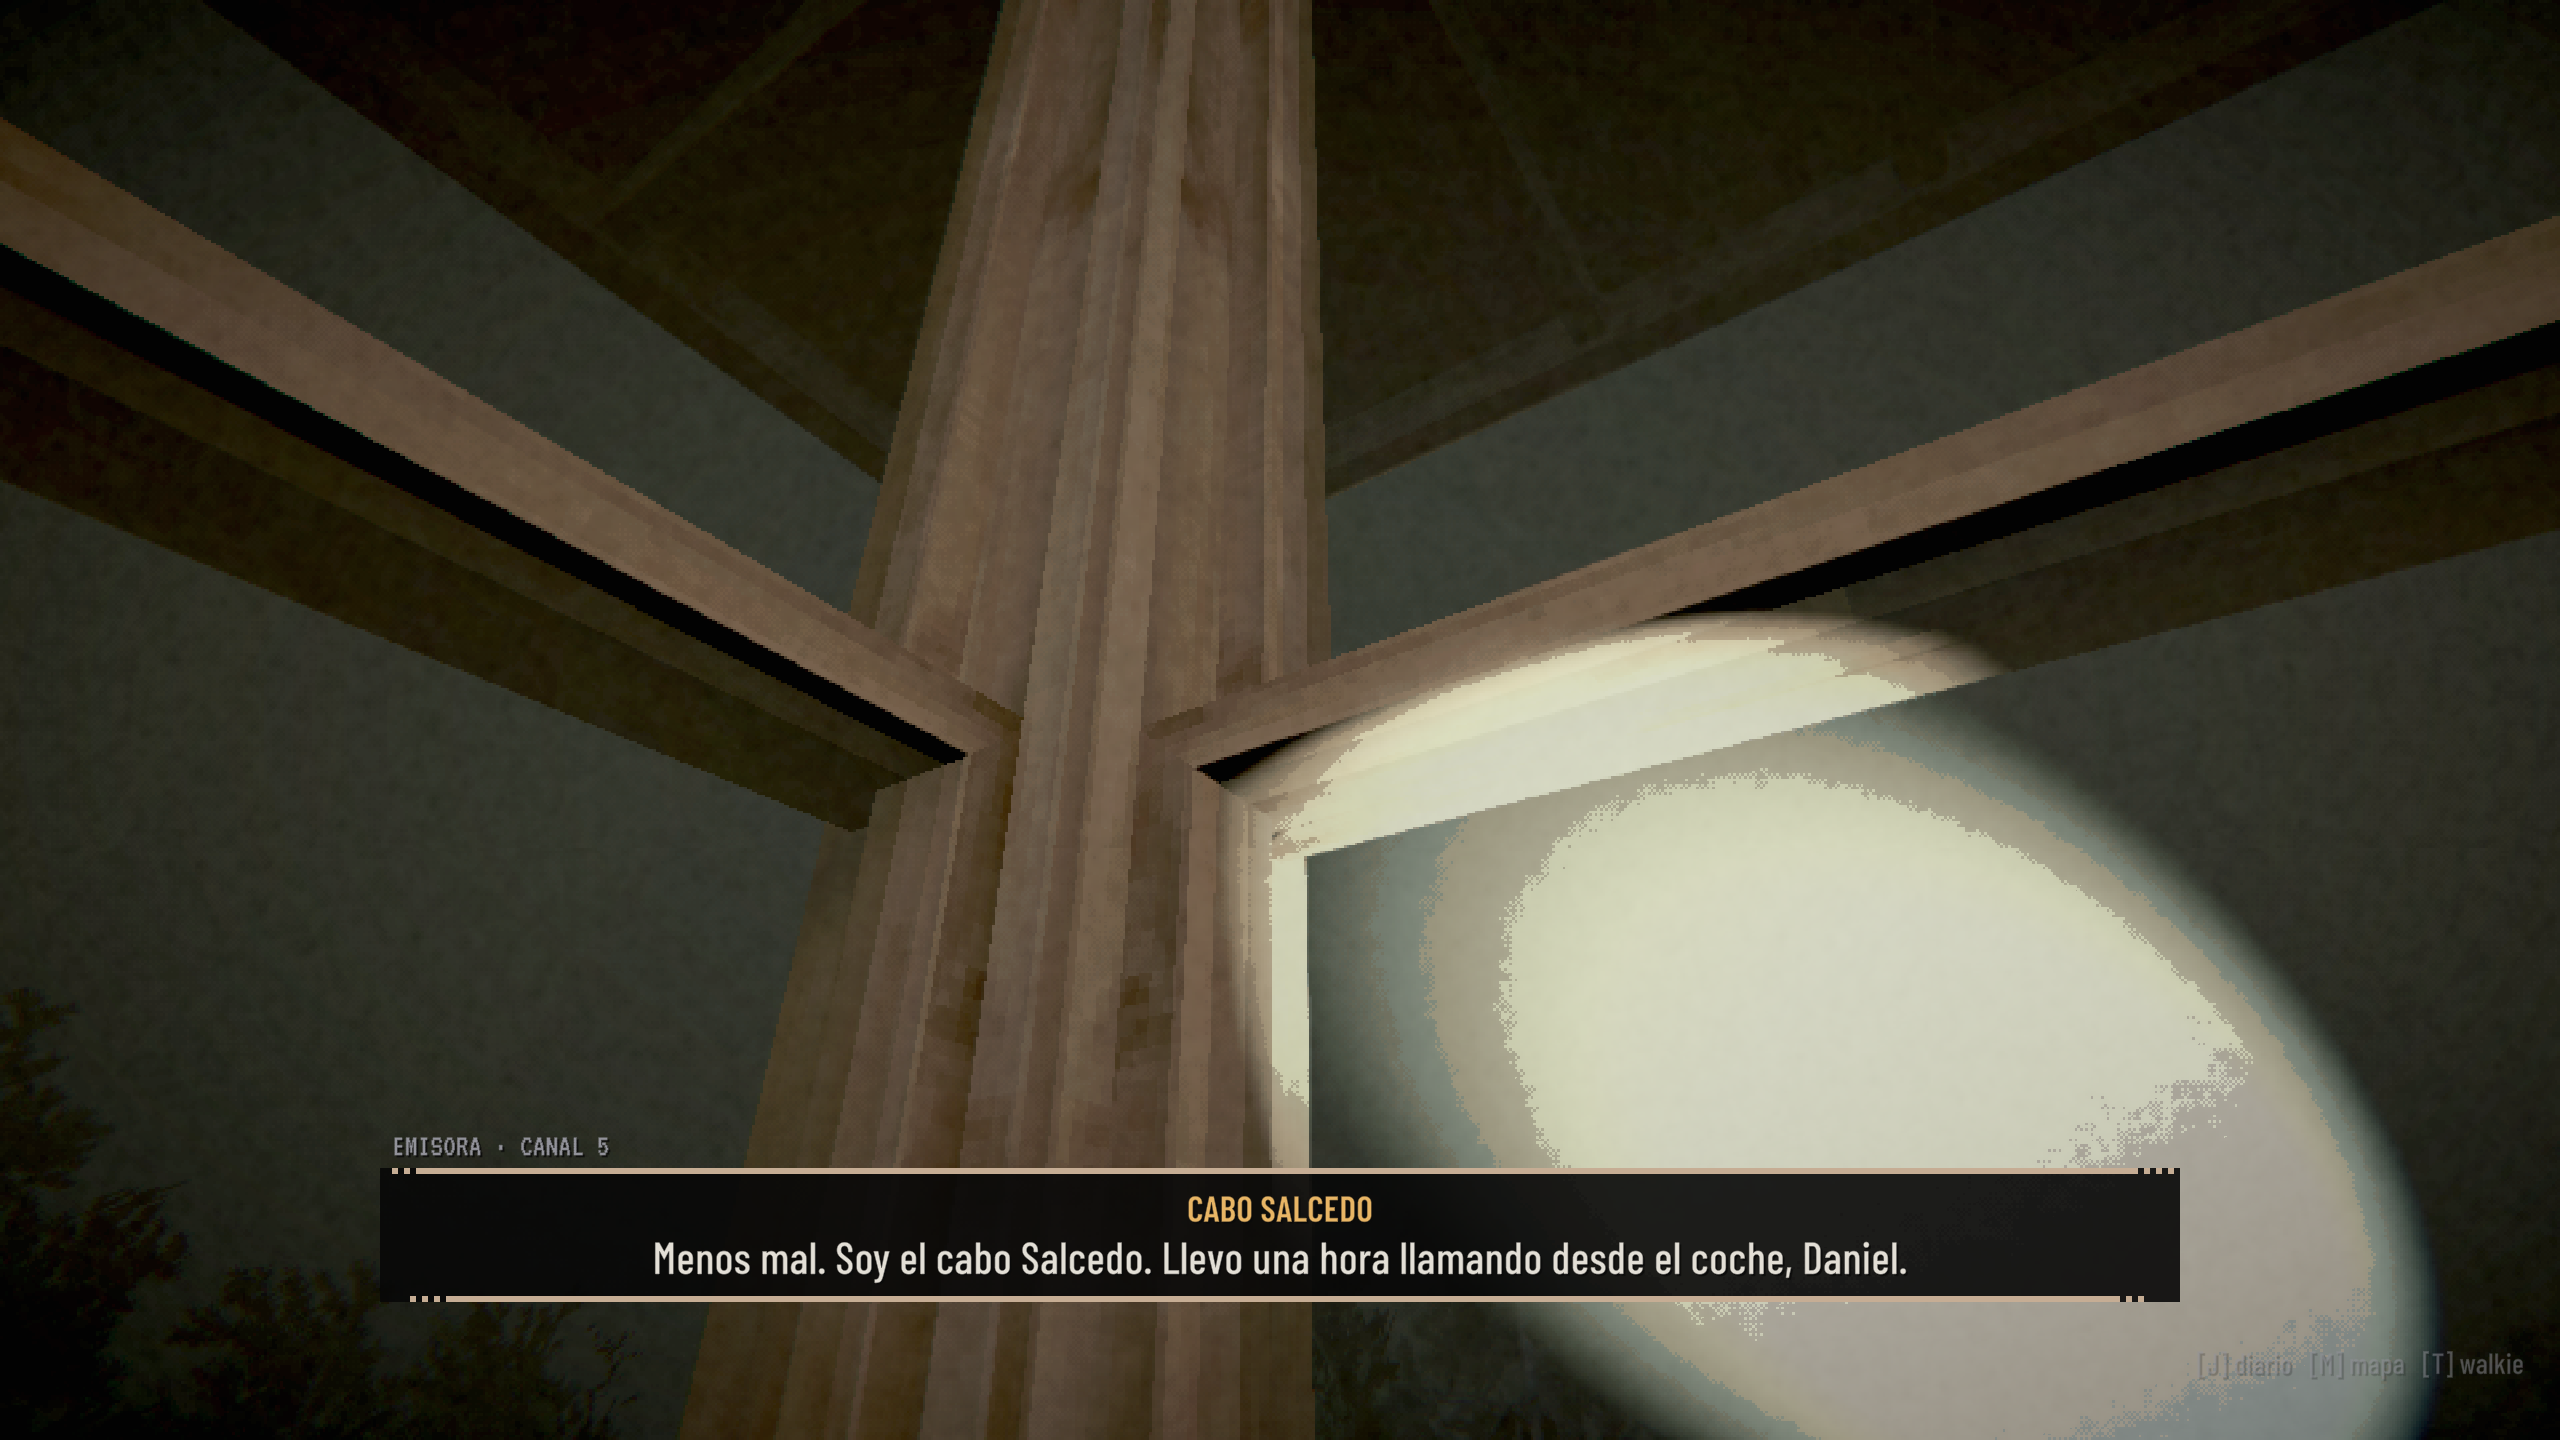 EMISORA · CANAL 5
CABO SALCEDO
Menos mal. Soy el cabo Salcedo. Llevo una hora llamando desde el coche, Daniel.
[J] diario [M] mapa [T] walkie